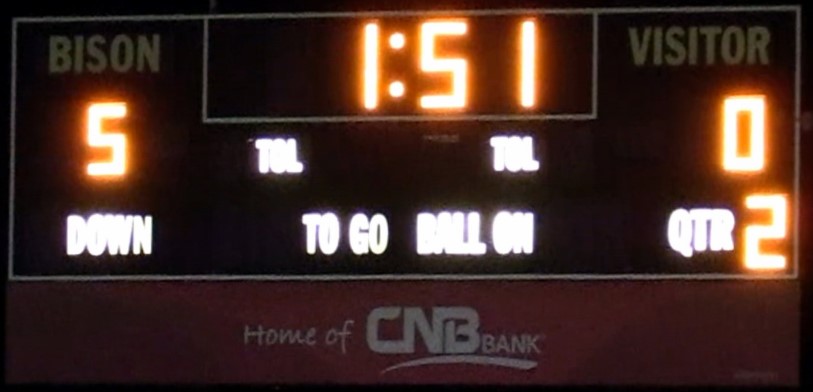 BISON 1:51 VISITOR
5 0
TOL TOL
DOWN TO GO BALL ON QTR 2
Home of CNB BANK